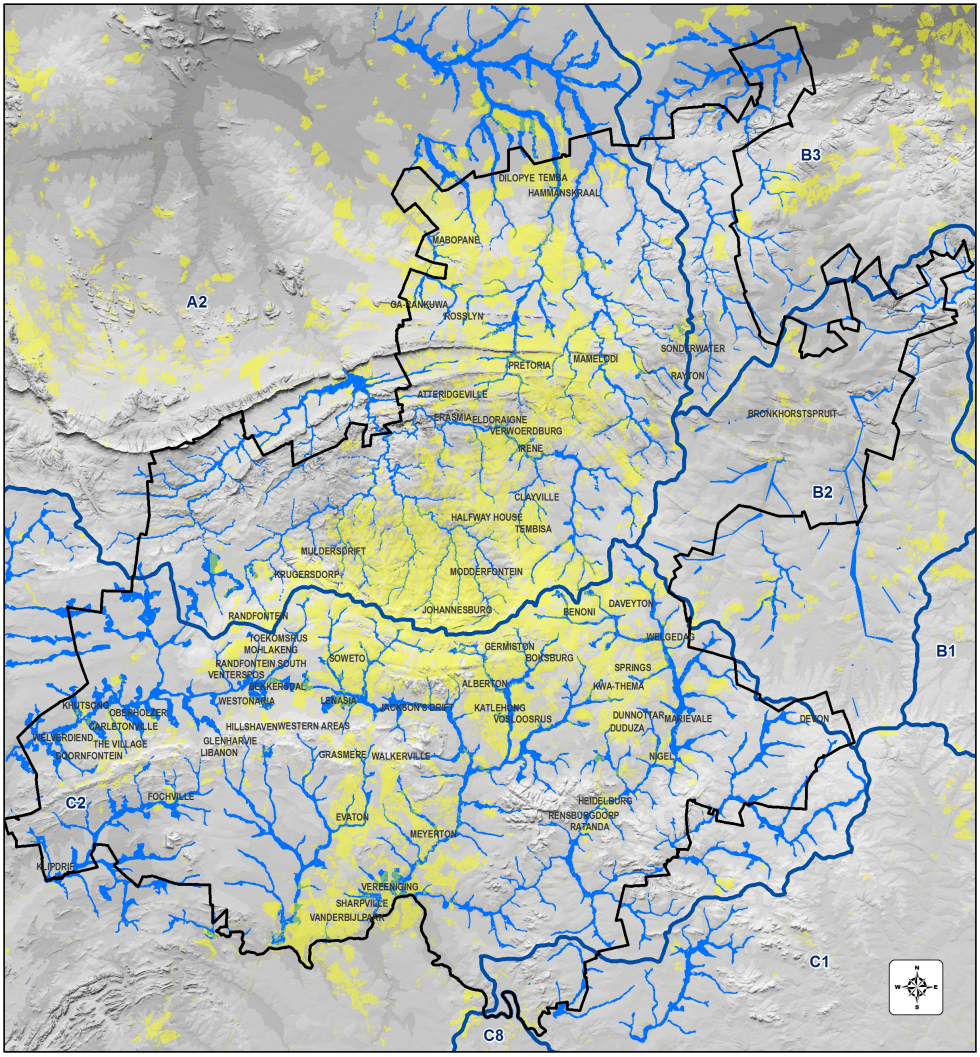 B3
DILOPYE TEMBA
HAMMANSKRAAL
MABOPANE
A2
GA-RANKUWA
ROSSLYN
SONDERWATER
PRETORIA
MAMELODI
RAYTON
ATTERIDGEVILLE
BRONKHORSTSPRUIT
ERASMIA
ELDORAIGNE
VERWOERDBURG
IRENE
B2
CLAYVILLE
HALFWAY HOUSE
TEMBISA
MULDERSDRIFT
MODDERFONTEIN
KRUGERSDORP
DAVEYTON
JOHANNESBURG
BENONI
RANDFONTEIN
TOEKOMSRUS
WELGEDAG
MOHLAKENG
GERMISTON
B1
SOWETO
BOKSBURG
RANDFONTEIN SOUTH
SPRINGS
VENTERSPOS
ALBERTON
BEKKERSDAL
KWA-THEMA
WESTONARIA
LENASIA
KHUTSONG
JACKSON'S DRIFT
KATLEHONG
OBERHOLZER
DUNNOTTAR
MARIEVALE
VOSLOOSRUS
DEVON
CARLETONVILLE
HILLSHAVEN
WESTERN AREAS
DUDUZA
WELVERDIEND
THE VILLAGE
GLENHARVIE
LIBANON
DOORNFONTEIN
GRASMERE
WALKERVILLE
NIGEL
FOCHVILLE
C2
HEIDELBURG
EVATON
RENSBURGDORP
RATANDA
MEYERTON
KLIPDRIF
VEREENIGING
SHARPVILLE
VANDERBIJLPARK
C1
N
W E
S
C8